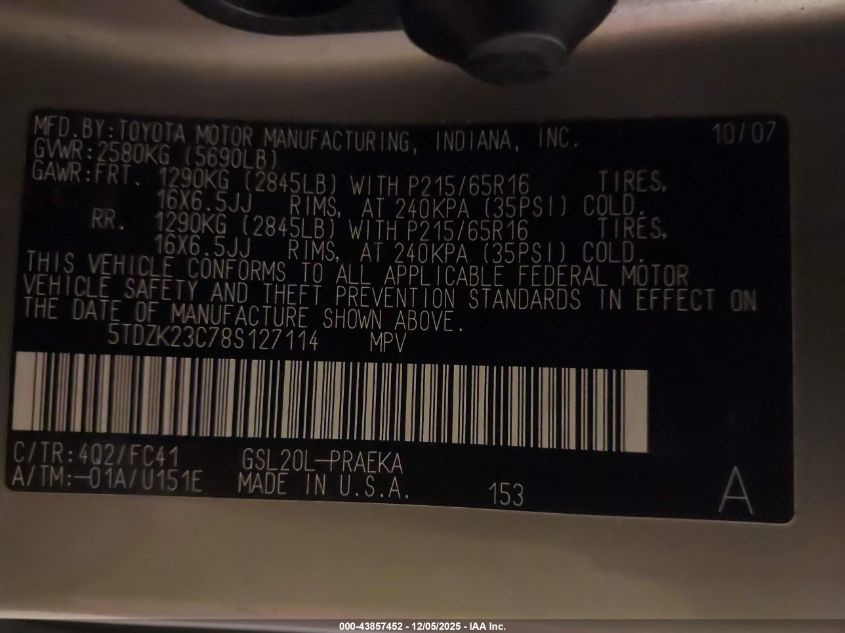 MFD.BY:TOYOTA MOTOR MANUFACTURING, INDIANA, INC. 10/07
GVWR:2580KG (5690LB)
GAWR:FRT. 1290KG (2845LB) WITH P215/65R16 TIRES,
16X6.5JJ RIMS, AT 240KPA (35PSI) COLD.
RR. 1290KG (2845LB) WITH P215/65R16 TIRES,
16X6.5JJ RIMS, AT 240KPA (35PSI) COLD.
THIS VEHICLE CONFORMS TO ALL APPLICABLE FEDERAL MOTOR
VEHICLE SAFETY AND THEFT PREVENTION STANDARDS IN EFFECT ON
THE DATE OF MANUFACTURE SHOWN ABOVE.
5TDZK23C78S127114 MPV
C/TR:4Q2/FC41 GSL20L-PRAEKA
A/TM:-01A/U151E MADE IN U.S.A. 153 A
000-43857452 - 12/05/2025 - IAA Inc.